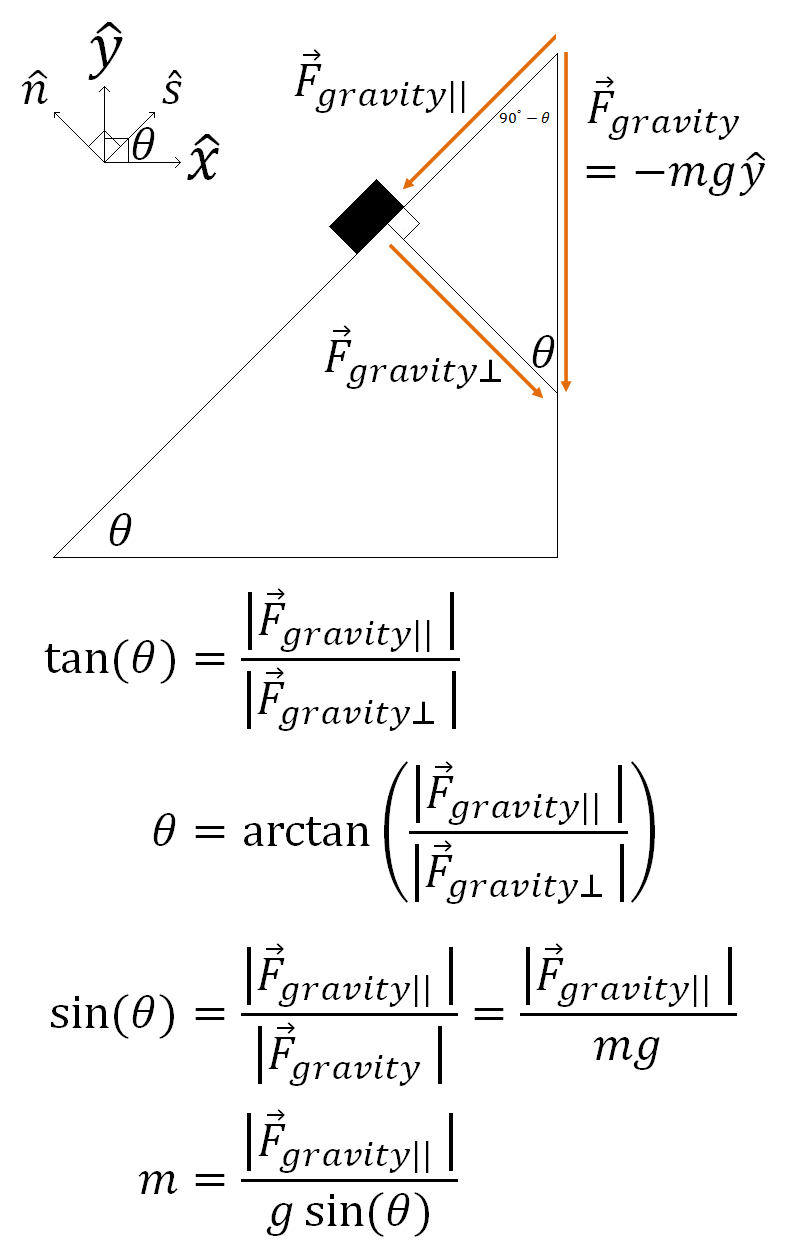 ŷ
n̂ ŝ
θ
x̂
F⃗gravity||
90° − θ
F⃗gravity
= −mgŷ
F⃗gravity⊥
θ
θ
tan(θ) = |F⃗gravity|| | / |F⃗gravity⊥ |
θ = arctan ( |F⃗gravity|| | / |F⃗gravity⊥ | )
sin(θ) = |F⃗gravity|| | / |F⃗gravity | = |F⃗gravity|| | / mg
m = |F⃗gravity|| | / g sin(θ)